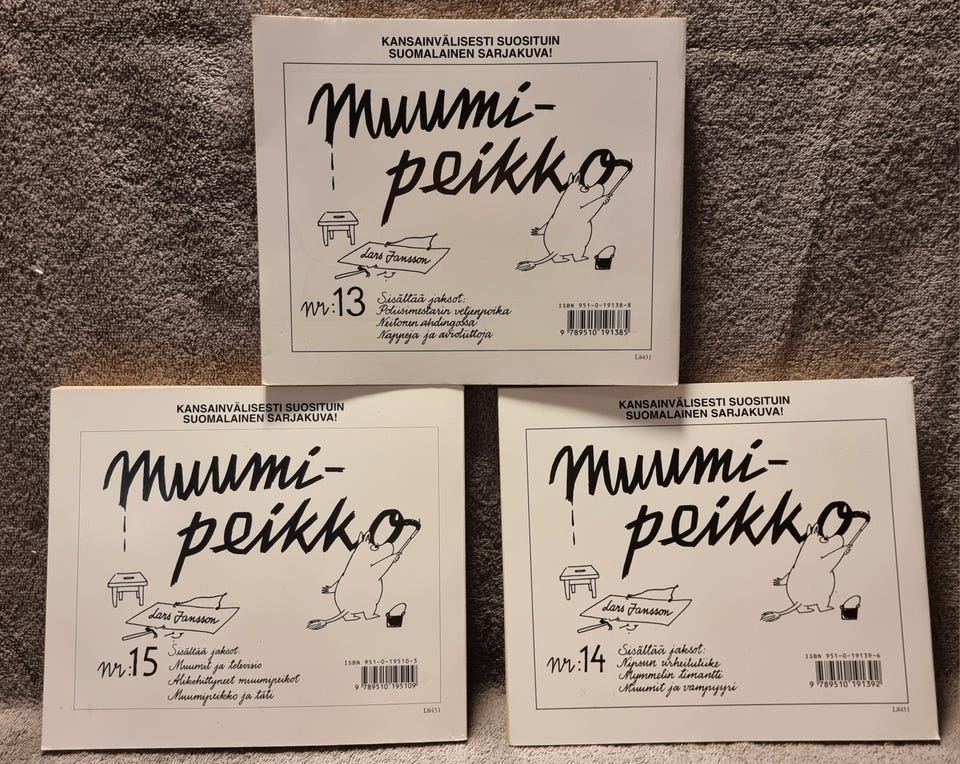 KANSAINVÄLISESTI SUOSITUIN
SUOMALAINEN SARJAKUVA!
Muumi-
peikko
Lars Jansson
nr:13
Sisältää jaksot:
Poliisimestarin veljenpoika
Neitonen ahdingossa
Nappeja ja avioliittoja
ISBN 951-0-19138-8
9 789510 191385
L8431
KANSAINVÄLISESTI SUOSITUIN
SUOMALAINEN SARJAKUVA!
Muumi-
peikko
Lars Jansson
nr:15
Sisältää jaksot:
Muumit ja televisio
Alikehittyneet muumipeikot
Muumipeikko ja täti
ISBN 951-0-19510-3
9 789510 195109
L8431
KANSAINVÄLISESTI SUOSITUIN
SUOMALAINEN SARJAKUVA!
Muumi-
peikko
Lars Jansson
nr:14
Sisältää jaksot:
Nipsun urheiluliike
Mymmelin timantti
Muumit ja vampyyri
ISBN 951-0-19139-6
9 789510 191392
L8431